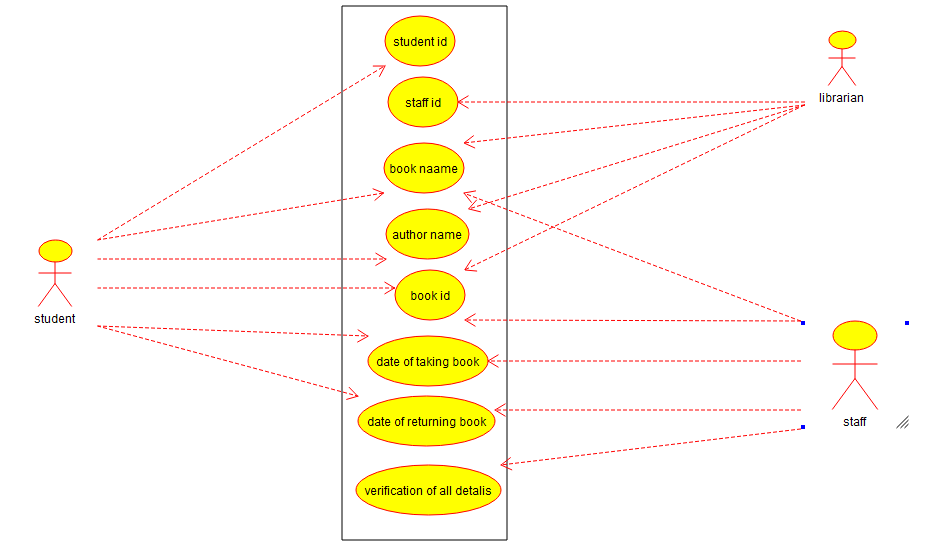 student id
staff id
librarian
book naame
author name
book id
student
date of taking book
date of returning book
staff
verification of all detalis